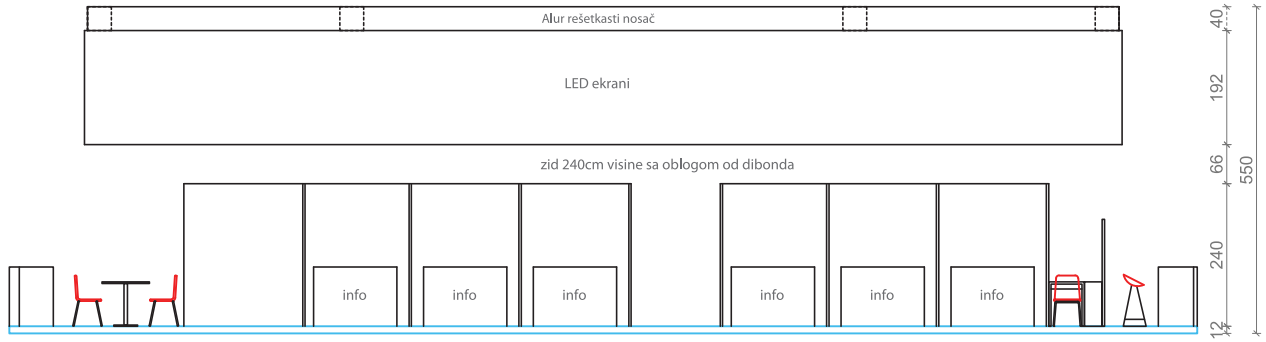 Alur rešetkasti nosač
40
LED ekrani
192
zid 240cm visine sa oblogom od dibonda
66
550
240
info
info
info
info
info
info
12